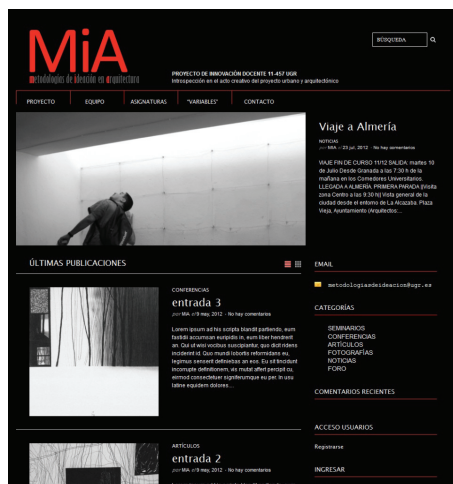 MiA
metodologías de ideación en arquitectura
BÚSQUEDA
PROYECTO DE INNOVACIÓN DOCENTE 11-457 UGR
Introspección en el acto creativo del proyecto urbano y arquitectónico
PROYECTO
EQUIPO
ASIGNATURAS
"VARIABLES"
CONTACTO
Viaje a Almería
NOTICIAS
por MIA el 23 jul, 2012 · No hay comentarios
VIAJE FIN DE CURSO 11/12 SALIDA: martes 10
de Julio Desde Granada a las 7:30 h de la
mañana en los Comedores Universitarios.
LLEGADA A ALMERÍA. PRIMERA PARADA (Visita
zona Centro a las 9:30 h) Vista general de la
ciudad desde el entorno de La Alcazaba. Plaza
Vieja, Ayuntamiento (Arquitectos:...
ÚLTIMAS PUBLICACIONES
CONFERENCIAS
entrada 3
por MIA el 9 may, 2012 · No hay comentarios
Lorem ipsum ad his scripta blandit partiendo, eum
fastidii accumsan euripidis in, eum liber hendrerit
an. Qui ut wisi vocibus suscipiantur, quo dicit ridens
inciderint id. Quo mundi lobortis reformidans eu,
legimus senserit definiebas an eos. Eu sit tincidunt
incorrupte definitionem, vis mutat affert percipit cu,
eirmod consectetuer signiferumque eu per. In usu
latine equidem dolores...
EMAIL
metodologiasdeideacion@ugr.es
CATEGORÍAS
SEMINARIOS
CONFERENCIAS
ARTÍCULOS
FOTOGRAFÍAS
NOTICIAS
FORO
COMENTARIOS RECIENTES
ACCESO USUARIOS
Registrarse
INGRESAR
ARTÍCULOS
entrada 2
por MIA el 9 may, 2012 · No hay comentarios